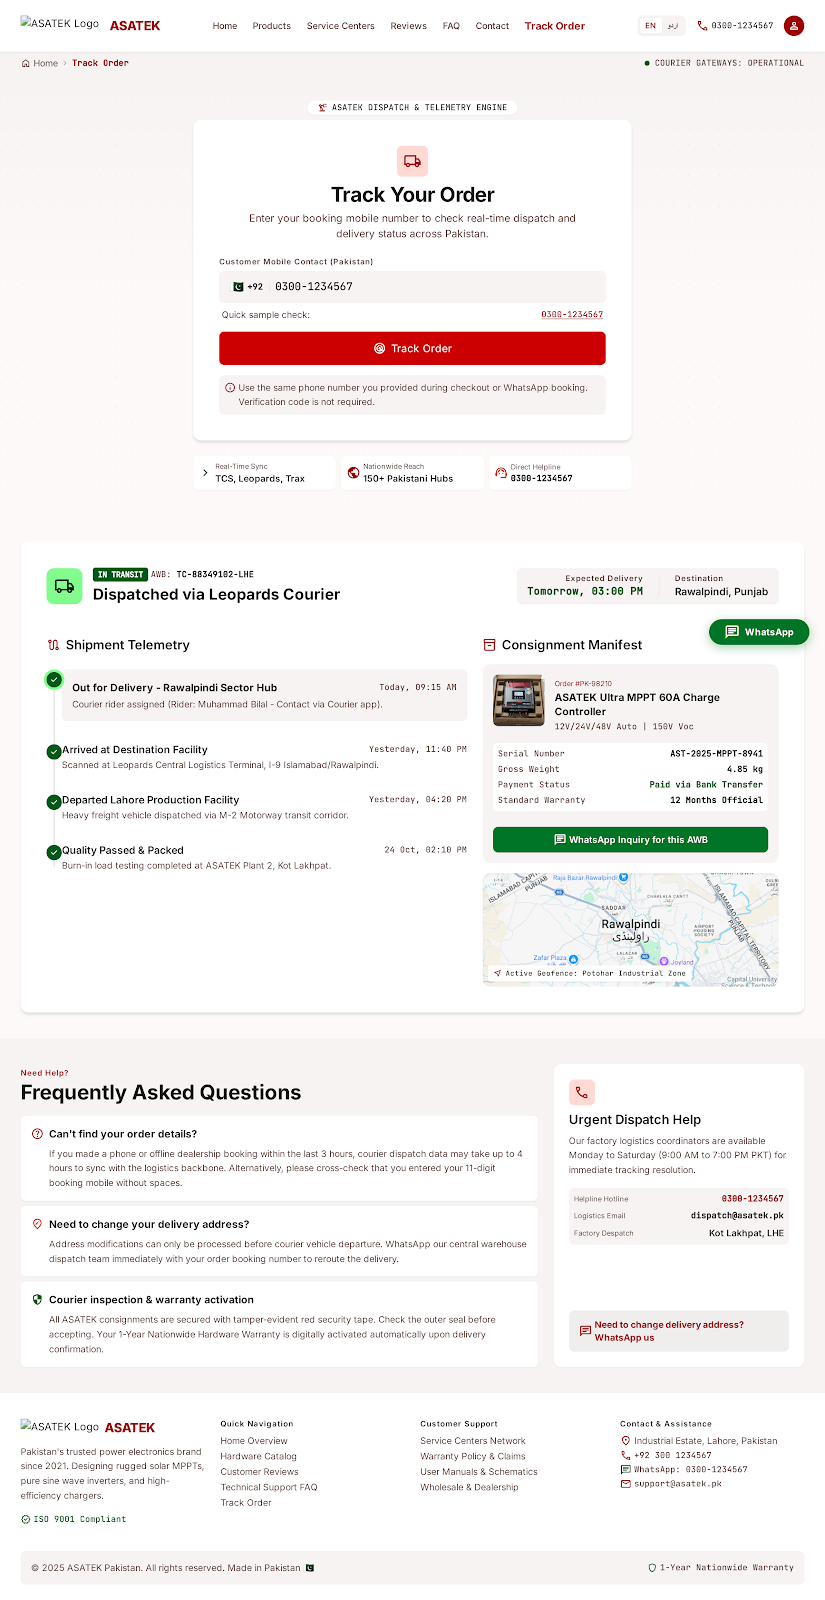 ASATEK Logo ASATEK
Home Products Service Centers Reviews FAQ Contact Track Order
EN اردو 0300-1234567
Home › Track Order
COURIER GATEWAYS: OPERATIONAL
ASATEK DISPATCH & TELEMETRY ENGINE
Track Your Order
Enter your booking mobile number to check real-time dispatch and
delivery status across Pakistan.
Customer Mobile Contact (Pakistan)
+92 0300-1234567
Quick sample check: 0300-1234567
Track Order
Use the same phone number you provided during checkout or WhatsApp booking.
Verification code is not required.
Real-Time Sync
TCS, Leopards, Trax
Nationwide Reach
150+ Pakistani Hubs
Direct Helpline
0300-1234567
IN TRANSIT AWB: TC-88349102-LHE
Dispatched via Leopards Courier
Expected Delivery
Tomorrow, 03:00 PM
Destination
Rawalpindi, Punjab
WhatsApp
Shipment Telemetry
Out for Delivery - Rawalpindi Sector Hub Today, 09:15 AM
Courier rider assigned (Rider: Muhammad Bilal - Contact via Courier app).
Arrived at Destination Facility Yesterday, 11:40 PM
Scanned at Leopards Central Logistics Terminal, I-9 Islamabad/Rawalpindi.
Departed Lahore Production Facility Yesterday, 04:20 PM
Heavy freight vehicle dispatched via M-2 Motorway transit corridor.
Quality Passed & Packed 24 Oct, 02:10 PM
Burn-in load testing completed at ASATEK Plant 2, Kot Lakhpat.
Consignment Manifest
Order #PK-98210
ASATEK Ultra MPPT 60A Charge
Controller
12V/24V/48V Auto | 150V Voc
Serial Number AST-2025-MPPT-8941
Gross Weight 4.85 kg
Payment Status Paid via Bank Transfer
Standard Warranty 12 Months Official
WhatsApp Inquiry for this AWB
Raja Bazar Rawalpindi
ISLAMABAD CAPITAL TERRITORY
PUNJAB
CHAKLALA CANTT
SADDAR
Rawalpindi
راولپنڈی
AIRPORT
HOUSING
SOCIETY
LALAZAR
Zafar Plaza
Joyland
ISLAMABAD CAPITAL TERRITORY
PUNJAB
Capital University
Active Geofence: Potohar Industrial Zone
Need Help?
Frequently Asked Questions
Can't find your order details?
If you made a phone or offline dealership booking within the last 3 hours, courier dispatch data may take up to 4
hours to sync with the logistics backbone. Alternatively, please cross-check that you entered your 11-digit
booking mobile without spaces.
Need to change your delivery address?
Address modifications can only be processed before courier vehicle departure. WhatsApp our central warehouse
dispatch team immediately with your order booking number to reroute the delivery.
Courier inspection & warranty activation
All ASATEK consignments are secured with tamper-evident red security tape. Check the outer seal before
accepting. Your 1-Year Nationwide Hardware Warranty is digitally activated automatically upon delivery
confirmation.
Urgent Dispatch Help
Our factory logistics coordinators are available
Monday to Saturday (9:00 AM to 7:00 PM PKT) for
immediate tracking resolution.
Helpline Hotline 0300-1234567
Logistics Email dispatch@asatek.pk
Factory Despatch Kot Lakhpat, LHE
Need to change delivery address?
WhatsApp us
ASATEK Logo ASATEK
Pakistan's trusted power electronics brand
since 2021. Designing rugged solar MPPTs,
pure sine wave inverters, and high-
efficiency chargers.
ISO 9001 Compliant
Quick Navigation
Home Overview
Hardware Catalog
Customer Reviews
Technical Support FAQ
Track Order
Customer Support
Service Centers Network
Warranty Policy & Claims
User Manuals & Schematics
Wholesale & Dealership
Contact & Assistance
Industrial Estate, Lahore, Pakistan
+92 300 1234567
WhatsApp: 0300-1234567
support@asatek.pk
© 2025 ASATEK Pakistan. All rights reserved. Made in Pakistan
1-Year Nationwide Warranty